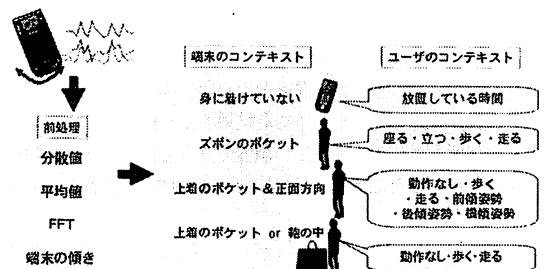 端末のコンテキスト
ユーザのコンテキスト
前処理
分散値
平均値
FFT
端末の傾き
身に着けていない
放置している時間
ズボンのポケット
座る・立つ・歩く・走る
上着のポケット&正面方向
動作なし・歩く
・走る・前傾姿勢
・後傾姿勢・横傾姿勢
上着のポケット or 鞄の中
動作なし・歩く・走る